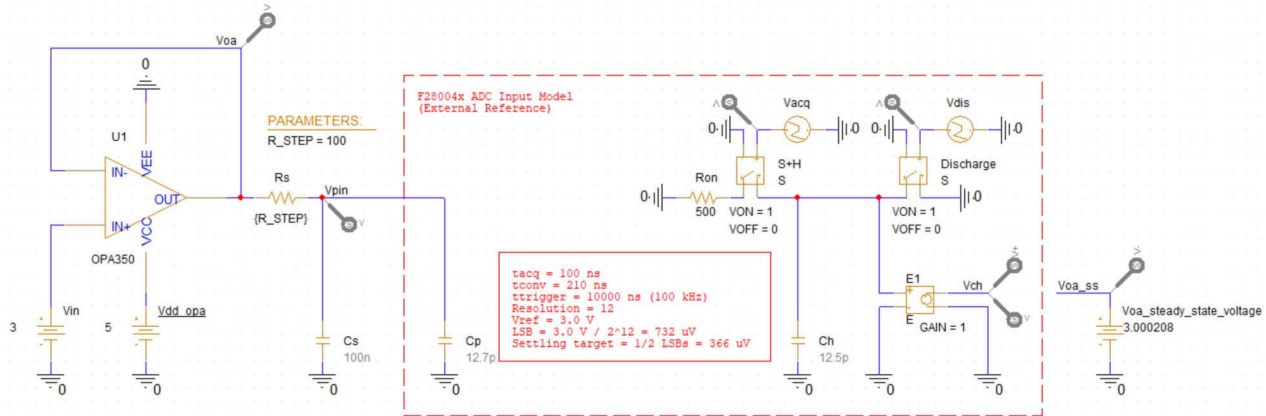 Voa
0
U1
IN-
VEE
OUT
IN+
VCC
OPA350
PARAMETERS:
R_STEP = 100
Rs
{R_STEP}
Vpin
3
Vin
5
Vdd_opa
0
0
Cs
100n
0
F28004x ADC Input Model
(External Reference)
Cp
12.7p
0
tacq = 100 ns
tconv = 210 ns
ttrigger = 10000 ns (100 kHz)
Resolution = 12
Vref = 3.0 V
LSB = 3.0 V / 2^12 = 732 uV
Settling target = 1/2 LSBs = 366 uV
Vacq
0
0
S+H
S
Ron
500
0
VON = 1
VOFF = 0
Vdis
0
0
Discharge
S
0
VON = 1
VOFF = 0
Ch
12.5p
0
E1
E
GAIN = 1
Vch
0
0
Voa_ss
Voa_steady_state_voltage
3.000208
0